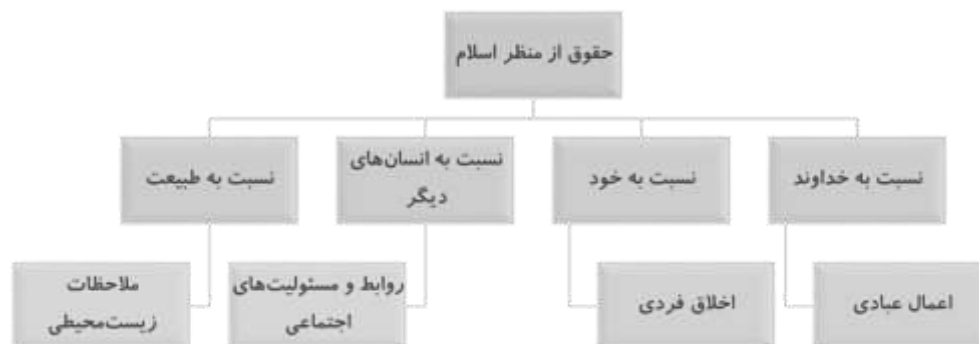 حقوق از منظر اسلام
نسبت به خداوند
نسبت به خود
نسبت به انسان‌های
دیگر
نسبت به طبیعت
اعمال عبادی
اخلاق فردی
روابط و مسئولیت‌های
اجتماعی
ملاحظات
زیست‌محیطی